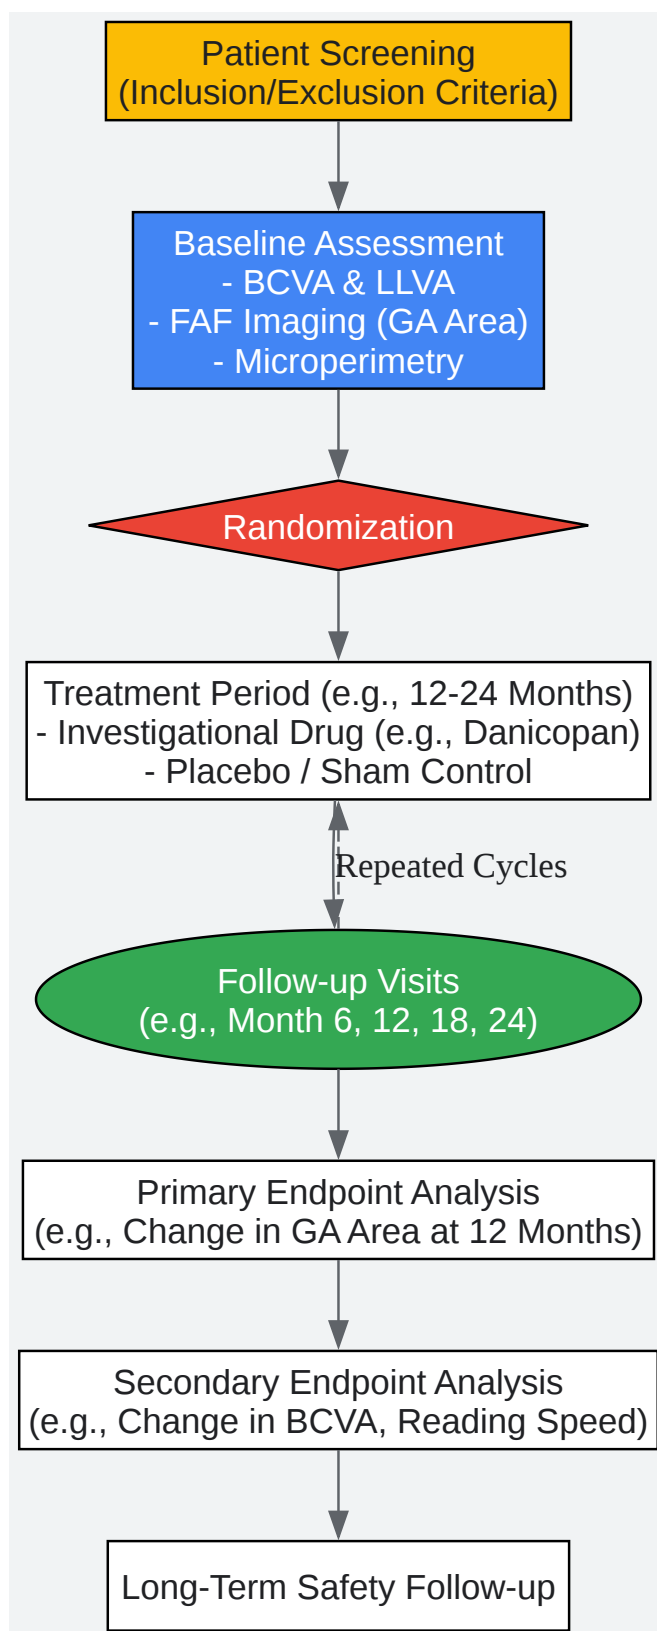 Patient Screening
(Inclusion/Exclusion Criteria)
Baseline Assessment
- BCVA & LLVA
- FAF Imaging (GA Area)
- Microperimetry
Randomization
Treatment Period (e.g., 12-24 Months)
- Investigational Drug (e.g., Danicopan)
- Placebo / Sham Control
Repeated Cycles
Follow-up Visits
(e.g., Month 6, 12, 18, 24)
Primary Endpoint Analysis
(e.g., Change in GA Area at 12 Months)
Secondary Endpoint Analysis
(e.g., Change in BCVA, Reading Speed)
Long-Term Safety Follow-up